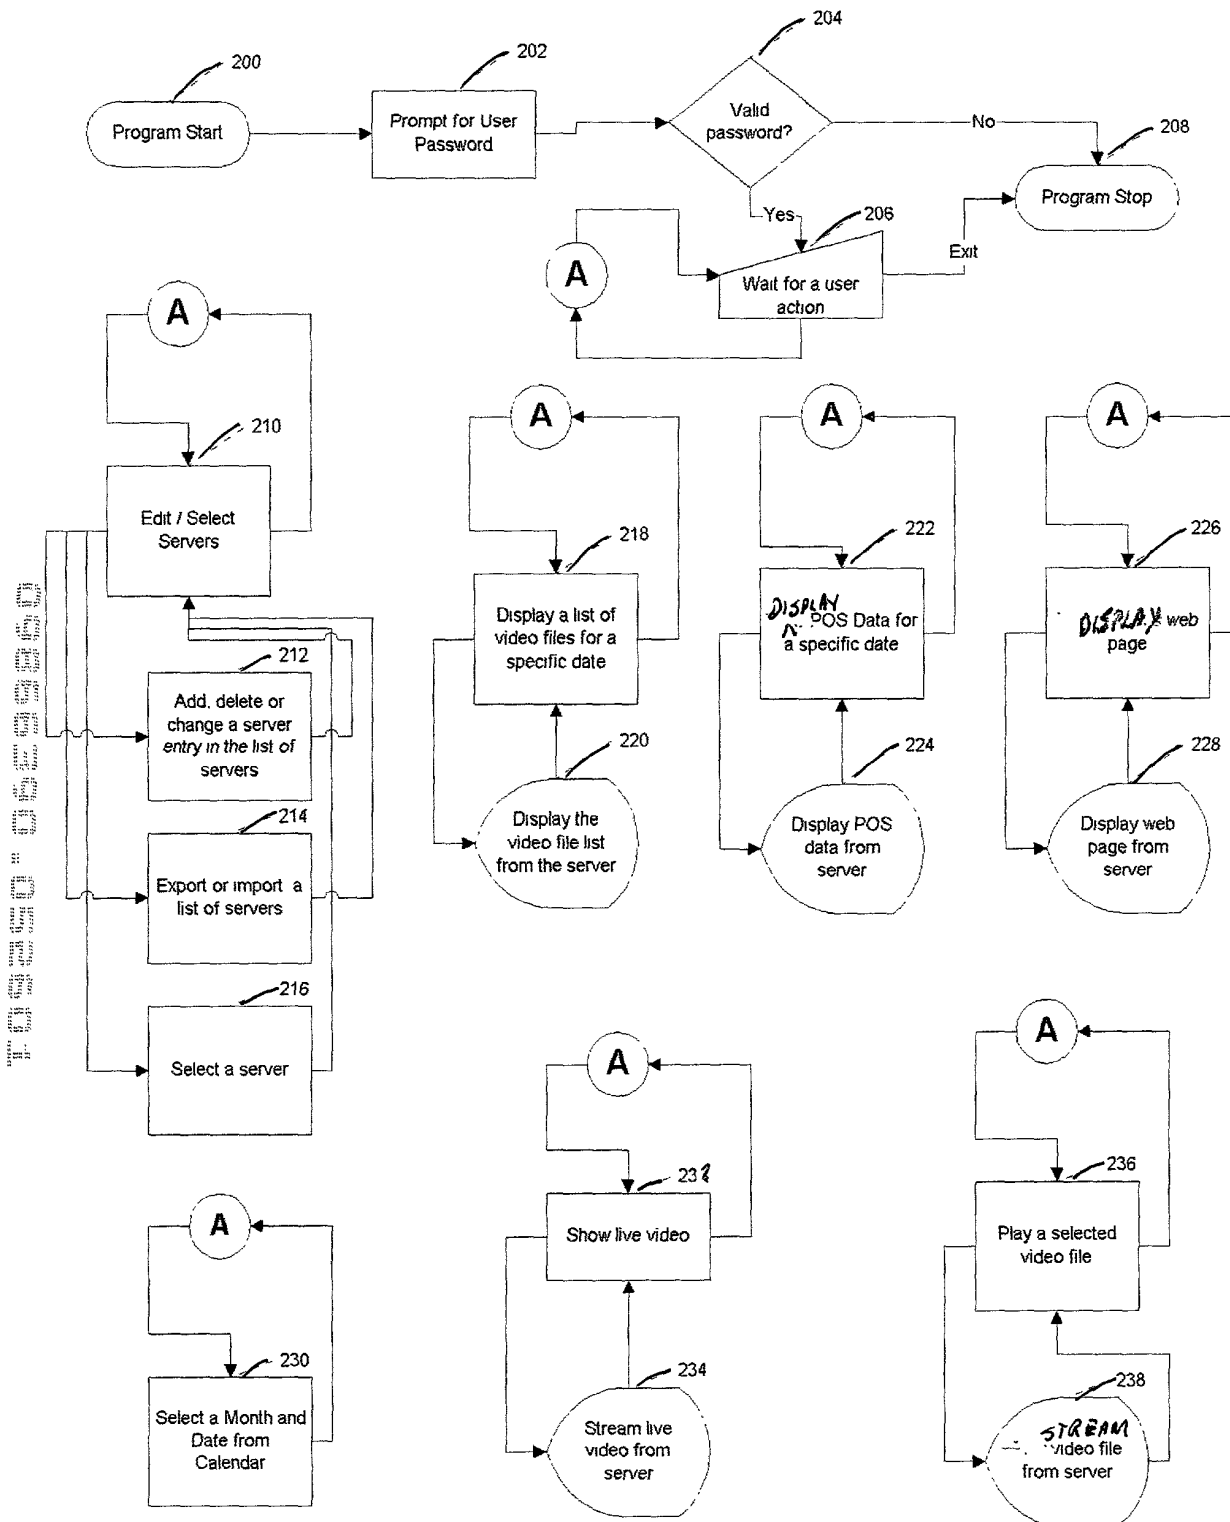 200
Program Start
202
Prompt for User
Password
204
Valid
password?
No
208
Program Stop
Yes
206
Wait for a user
action
Exit
A
A
210
Edit / Select
Servers
212
Add, delete or
change a server
entry in the list of
servers
214
Export or import a
list of servers
216
Select a server
A
218
Display a list of
video files for a
specific date
220
Display the
video file list
from the server
A
222
DISPLAY
POS Data for
a specific date
224
Display POS
data from
server
A
226
DISPLAY web
page
228
Display web
page from
server
A
230
Select a Month and
Date from
Calendar
A
Show live video
234
Stream live
video from
server
A
236
Play a selected
video file
238
STREAM
video file
from server